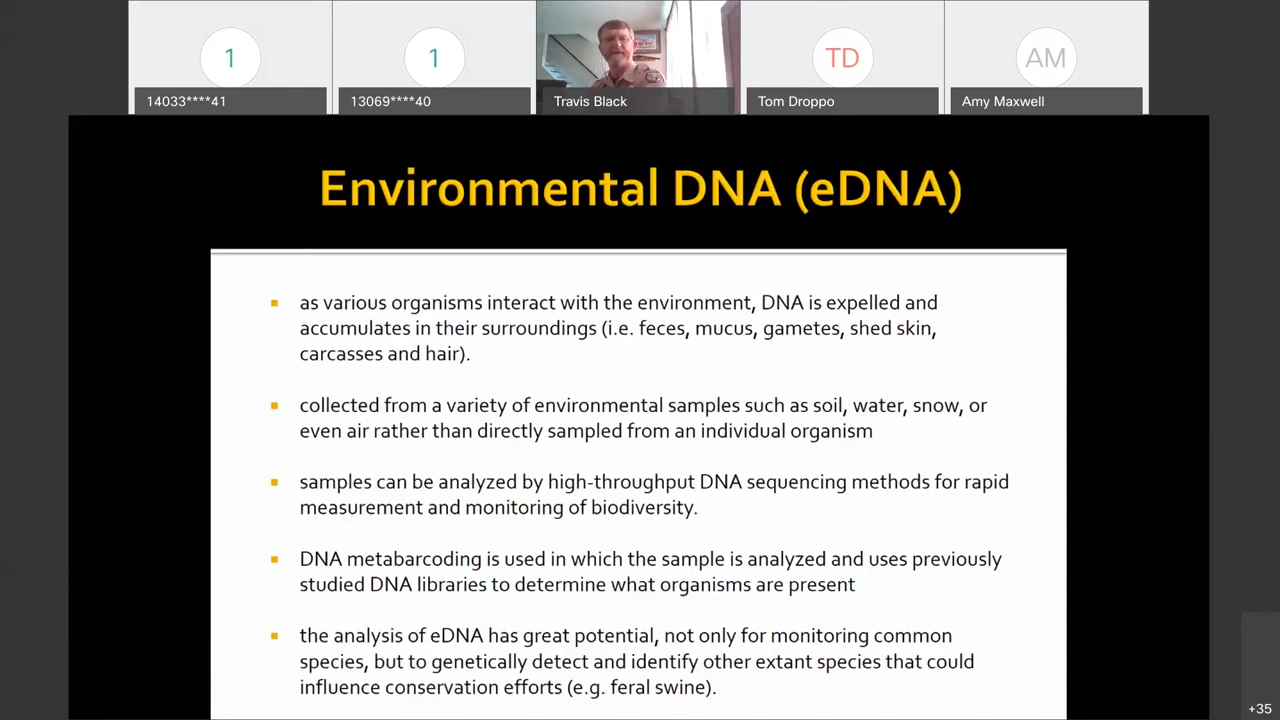 1
1
TD
AM
14033****41
13069****40
Travis Black
Tom Droppo
Amy Maxwell
Environmental DNA (eDNA)
as various organisms interact with the environment, DNA is expelled and
accumulates in their surroundings (i.e. feces, mucus, gametes, shed skin,
carcasses and hair).
collected from a variety of environmental samples such as soil, water, snow, or
even air rather than directly sampled from an individual organism
samples can be analyzed by high-throughput DNA sequencing methods for rapid
measurement and monitoring of biodiversity.
DNA metabarcoding is used in which the sample is analyzed and uses previously
studied DNA libraries to determine what organisms are present
the analysis of eDNA has great potential, not only for monitoring common
species, but to genetically detect and identify other extant species that could
influence conservation efforts (e.g. feral swine).
+35